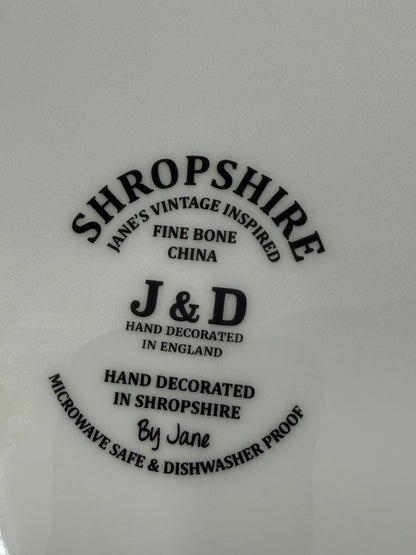 SHROPSHIRE
JANE'S VINTAGE INSPIRED
FINE BONE
CHINA
J & D
HAND DECORATED
IN ENGLAND
HAND DECORATED
IN SHROPSHIRE
By Jane
MICROWAVE SAFE & DISHWASHER PROOF